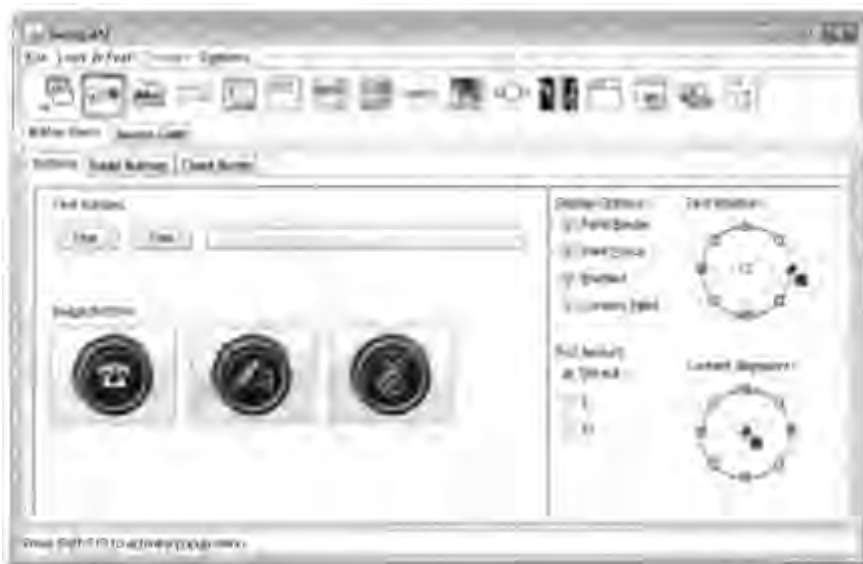 SwingSet2
File Look & Feel Themes Options
Button Demo Source Code
Buttons Radio Buttons Check Boxes
Text Buttons
One Two
Image Buttons
Display Options:
Paint Border
Paint Focus
Enabled
Content Filled
Pad Amount:
Default
0
10
Text Position:
Content Alignment:
Press Shift-F10 to activate popup menu